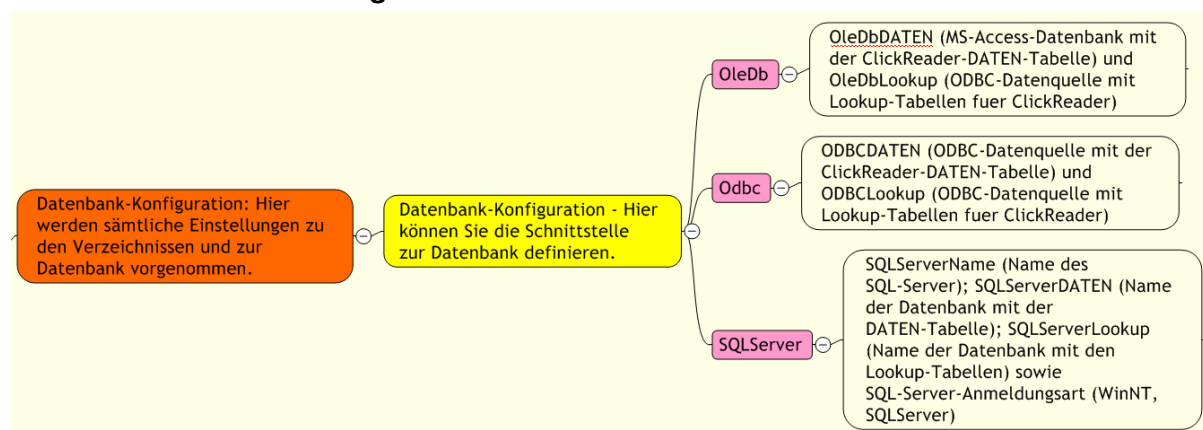 Datenbank-Konfiguration: Hier
werden sämtliche Einstellungen zu
den Verzeichnissen und zur
Datenbank vorgenommen.
Datenbank-Konfiguration - Hier
können Sie die Schnittstelle
zur Datenbank definieren.
OleDb
OleDbDATEN (MS-Access-Datenbank mit
der ClickReader-DATEN-Tabelle) und
OleDbLookup (ODBC-Datenquelle mit
Lookup-Tabellen fuer ClickReader)
Odbc
ODBCDATEN (ODBC-Datenquelle mit der
ClickReader-DATEN-Tabelle) und
ODBCLookup (ODBC-Datenquelle mit
Lookup-Tabellen fuer ClickReader)
SQLServer
SQLServerName (Name des
SQL-Server); SQLServerDATEN (Name
der Datenbank mit der
DATEN-Tabelle); SQLServerLookup
(Name der Datenbank mit den
Lookup-Tabellen) sowie
SQL-Server-Anmeldungsart (WinNT,
SQLServer)